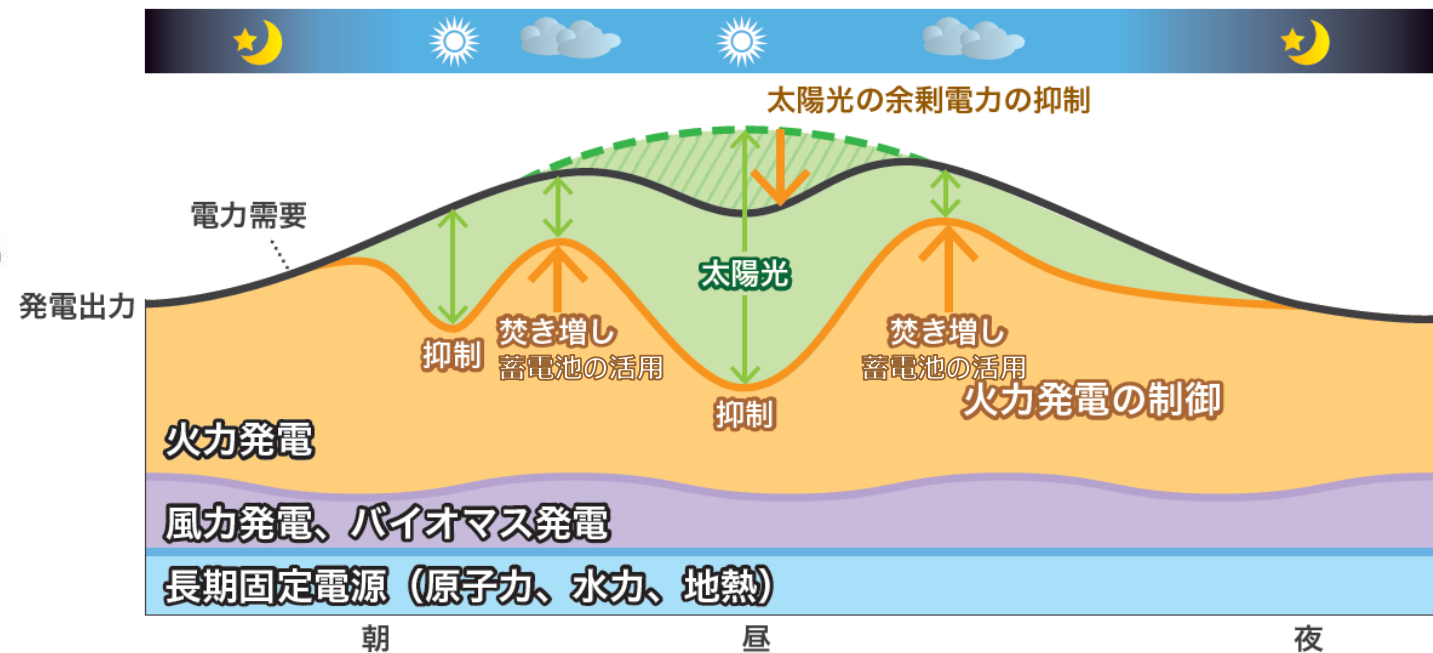 太陽光の余剰電力の抑制
電力需要
発電出力
太陽光
抑制
焚き増し
蓄電池の活用
抑制
焚き増し
蓄電池の活用
火力発電の制御
火力発電
風力発電、バイオマス発電
長期固定電源（原子力、水力、地熱）
朝
昼
夜